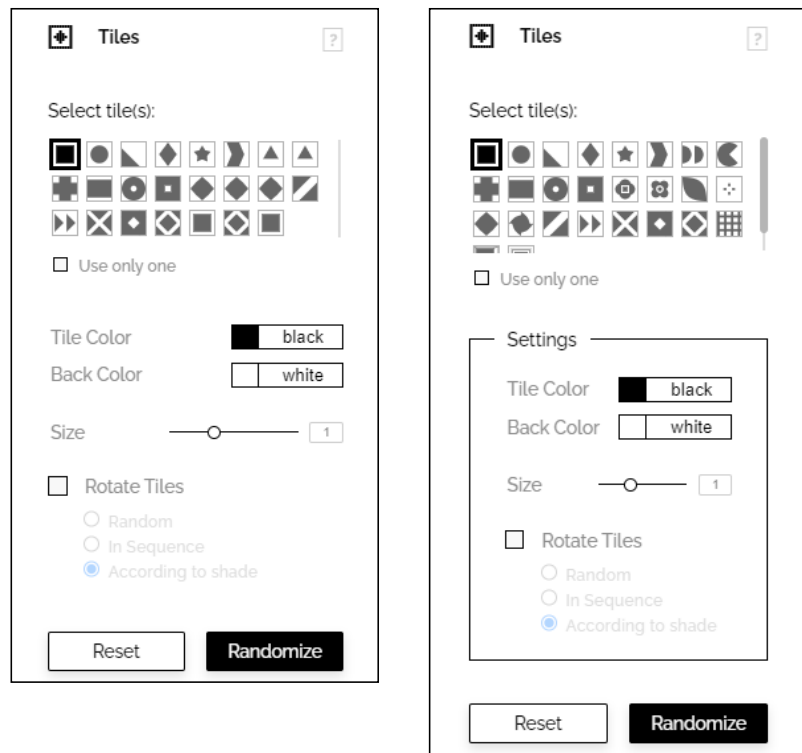 Tiles
?
Select tile(s):
Use only one
Tile Color
black
Back Color
white
Size
1
Rotate Tiles
Random
In Sequence
According to shade
Reset
Randomize
Tiles
?
Select tile(s):
Use only one
Settings
Tile Color
black
Back Color
white
Size
1
Rotate Tiles
Random
In Sequence
According to shade
Reset
Randomize